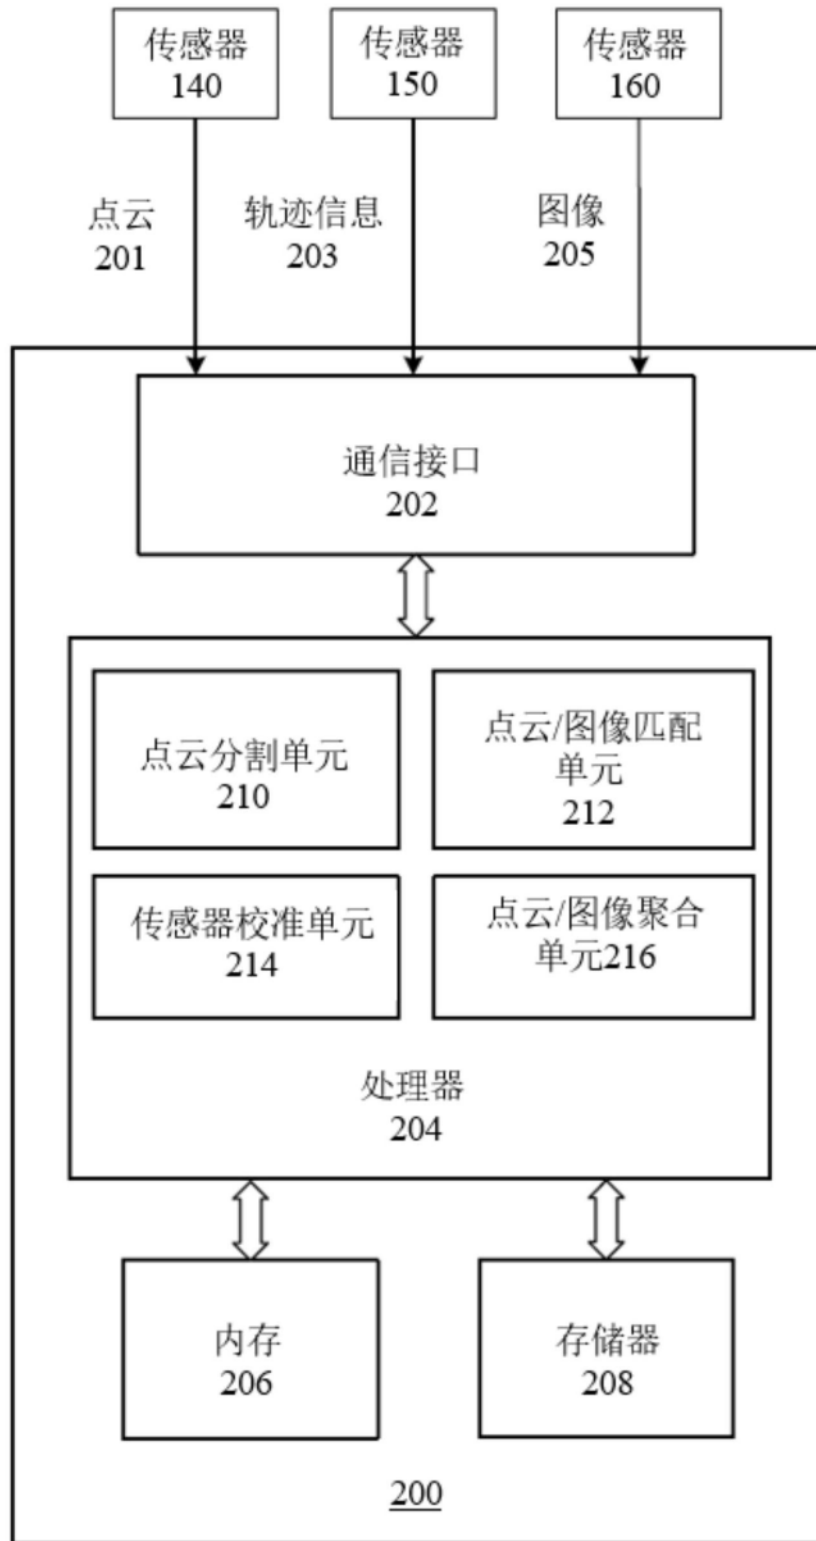 传感器
140
传感器
150
传感器
160
点云
201
轨迹信息
203
图像
205
通信接口
202
点云分割单元
210
点云/图像匹配
单元
212
传感器校准单元
214
点云/图像聚合
单元216
处理器
204
内存
206
存储器
208
200